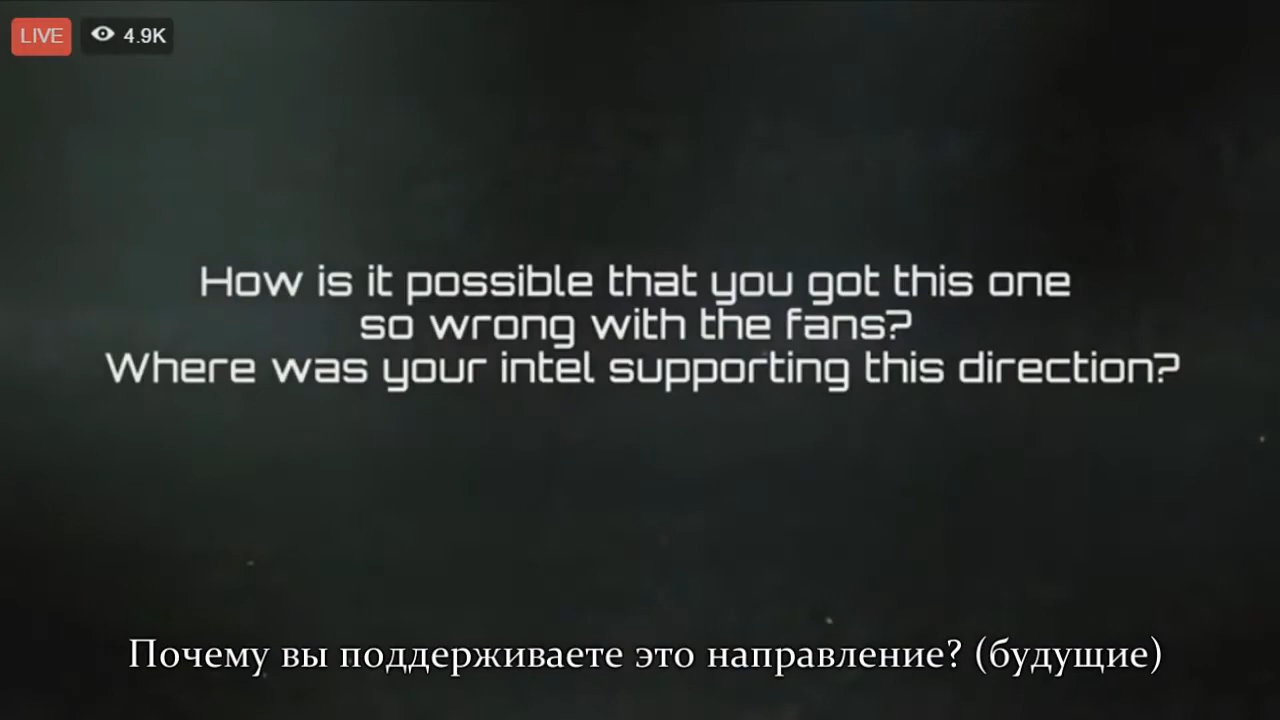 LIVE 4.9K
How is it possible that you got this one
so wrong with the fans?
Where was your intel supporting this direction?
Почему вы поддерживаете это направление? (будущие)